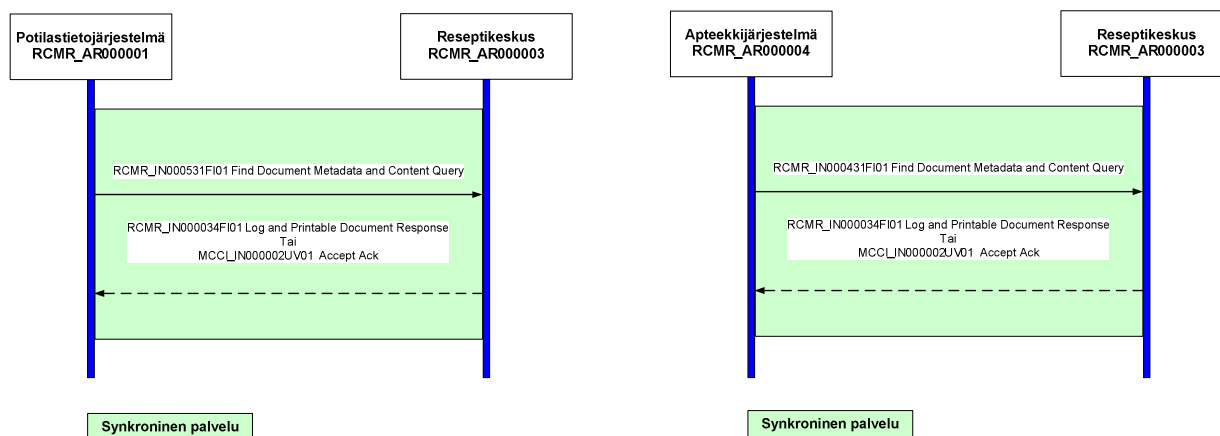 Potilastietojärjestelmä
RCMR_AR000001
Reseptikeskus
RCMR_AR000003
RCMR_IN000531FI01 Find Document Metadata and Content Query
RCMR_IN000034FI01 Log and Printable Document Response
Tai
MCCI_IN000002UV01 Accept Ack
Synkroninen palvelu
Apteekkijärjestelmä
RCMR_AR000004
Reseptikeskus
RCMR_AR000003
RCMR_IN000431FI01 Find Document Metadata and Content Query
RCMR_IN000034FI01 Log and Printable Document Response
Tai
MCCI_IN000002UV01 Accept Ack
Synkroninen palvelu